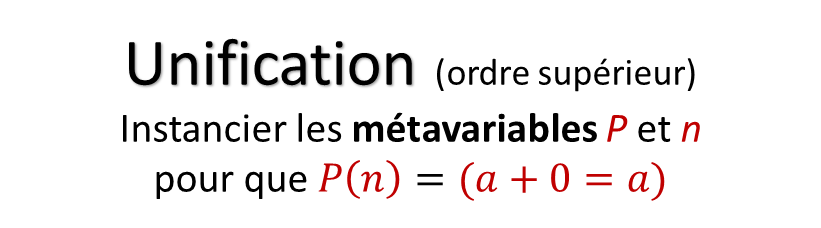 Unification (ordre supérieur)
Instancier les métavariables P et n
pour que P(n) = (a + 0 = a)